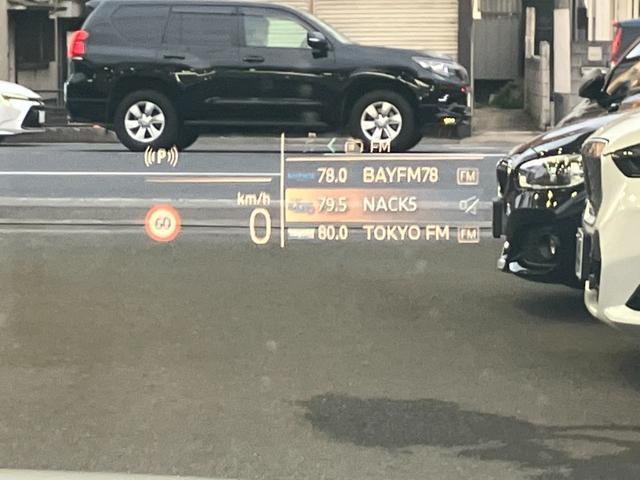 FM
((P))
78.0 BAYFM78 FM
79.5 NACK5
km/h
60
0
80.0 TOKYO FM FM